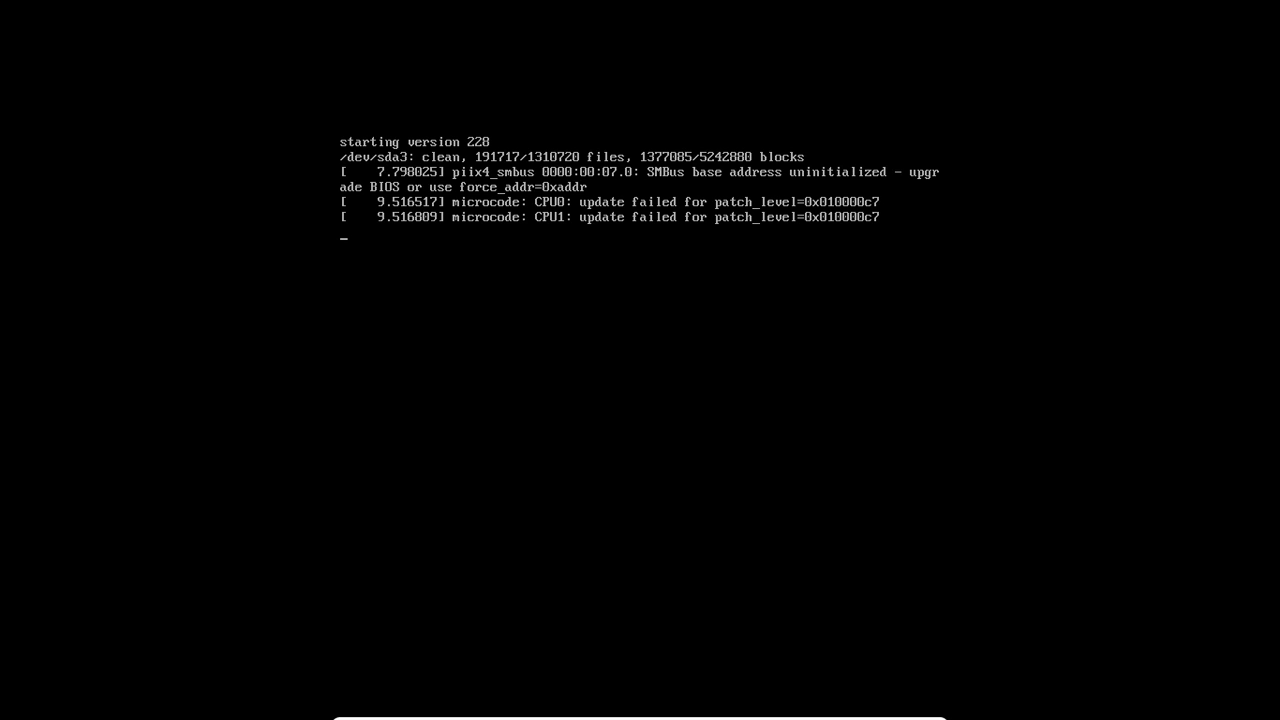 starting version 228
/dev/sda3: clean, 191717/1310720 files, 1377085/5242880 blocks
[    7.798025] piix4_smbus 0000:00:07.0: SMBus base address uninitialized - upgr
ade BIOS or use force_addr=0xaddr
[    9.516517] microcode: CPU0: update failed for patch_level=0x010000c7
[    9.516809] microcode: CPU1: update failed for patch_level=0x010000c7
_